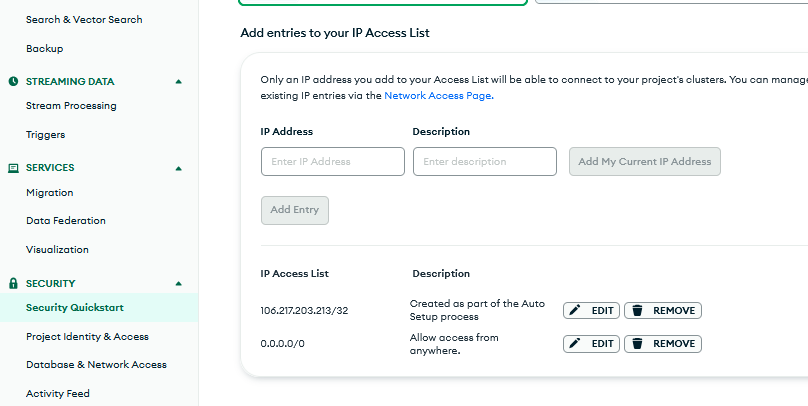 Search & Vector Search
Backup
STREAMING DATA
Stream Processing
Triggers
SERVICES
Migration
Data Federation
Visualization
SECURITY
Security Quickstart
Project Identity & Access
Database & Network Access
Activity Feed
Add entries to your IP Access List
Only an IP address you add to your Access List will be able to connect to your project's clusters. You can manage
existing IP entries via the Network Access Page.
IP Address Description
Enter IP Address Enter description Add My Current IP Address
Add Entry
IP Access List Description
106.217.203.213/32 Created as part of the Auto
Setup process EDIT REMOVE
0.0.0.0/0 Allow access from
anywhere. EDIT REMOVE